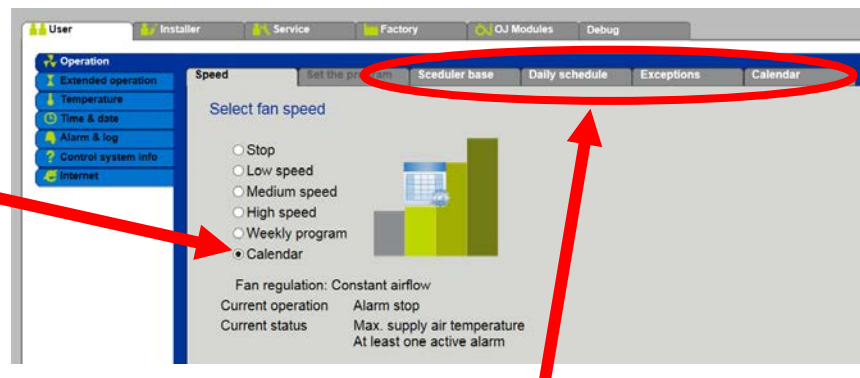 User Installer Service Factory OJ Modules Debug
Operation
Extended operation
Temperature
Time & date
Alarm & log
Control system info
Internet
Speed Set the program Sceduler base Daily schedule Exceptions Calendar
Select fan speed
Stop
Low speed
Medium speed
High speed
Weekly program
Calendar
Fan regulation: Constant airflow
Current operation Alarm stop
Current status Max. supply air temperature
At least one active alarm